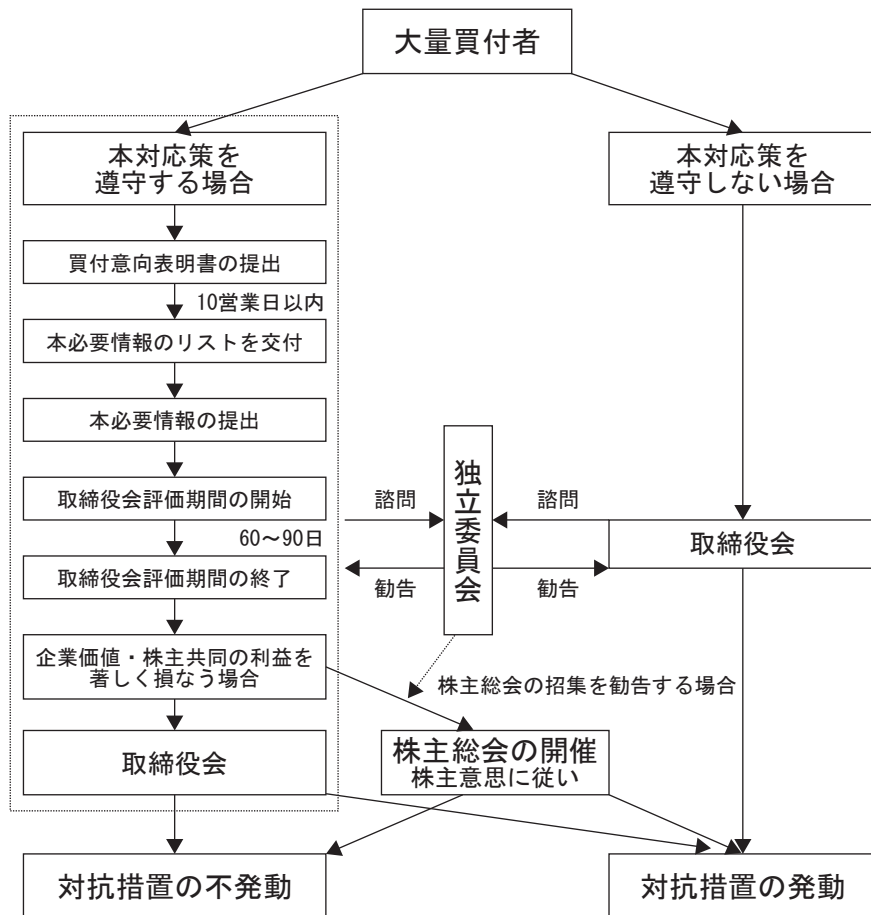 大量買付者
本対応策を
遵守する場合
本対応策を
遵守しない場合
買付意向表明書の提出
10営業日以内
本必要情報のリストを交付
本必要情報の提出
取締役会評価期間の開始
60～90日
取締役会評価期間の終了
諮問
勧告
独立委員会
諮問
勧告
取締役会
企業価値・株主共同の利益を
著しく損なう場合
株主総会の招集を勧告する場合
取締役会
株主総会の開催
株主意思に従い
対抗措置の不発動
対抗措置の発動